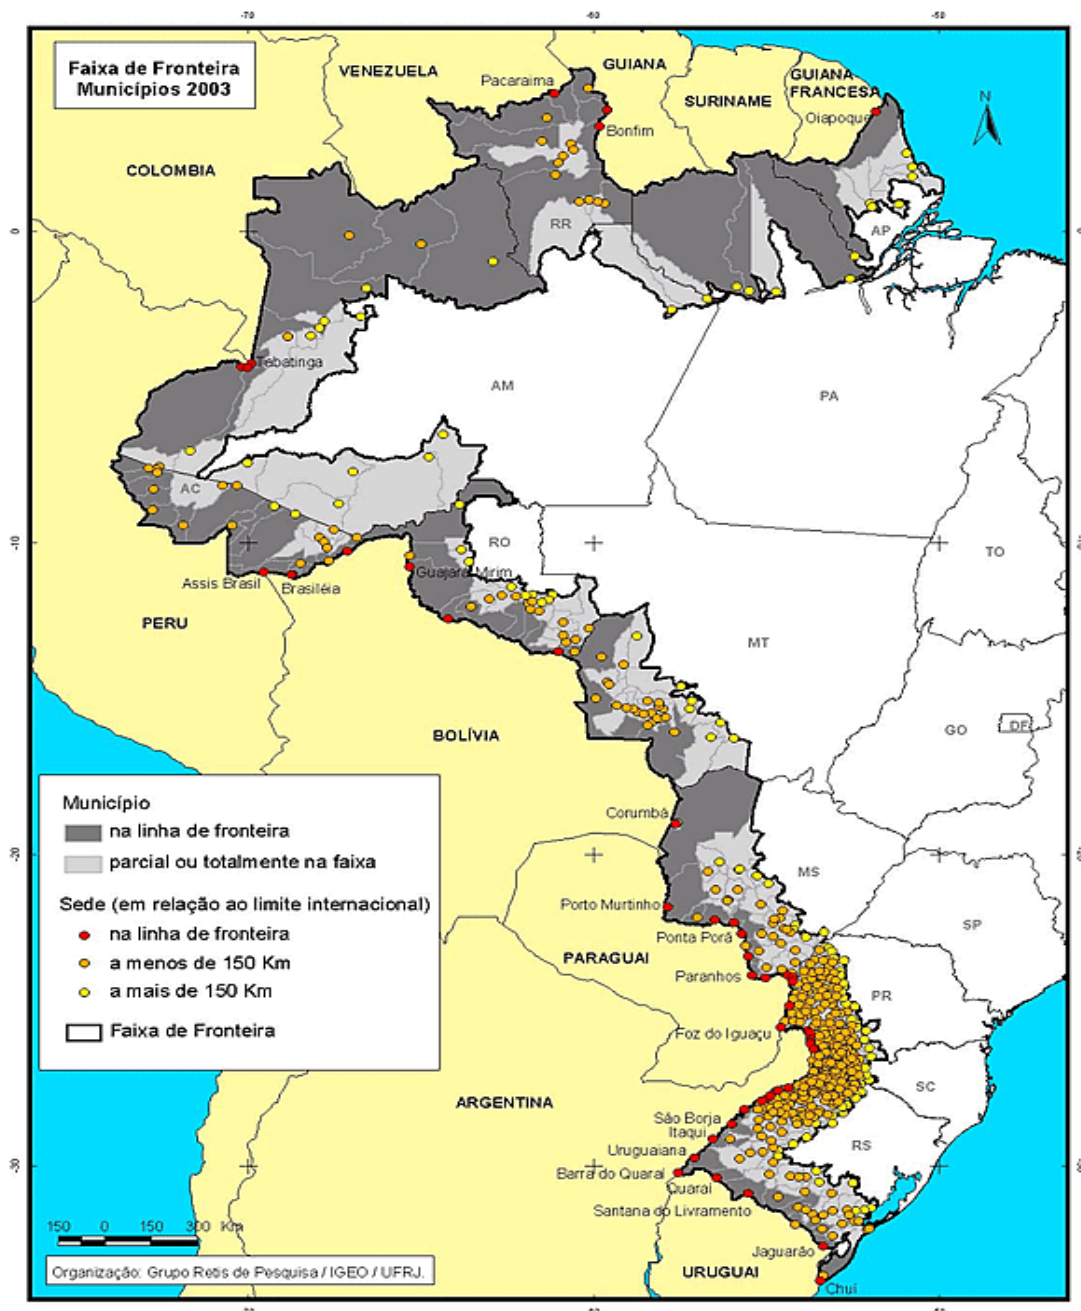 -70
-60
-50
Faixa de Fronteira
Municípios 2003
VENEZUELA
GUIANA
SURINAME
GUIANA
FRANCESA
COLOMBIA
Pacaraima
Bonfim
Oiapoque
N
RR
AP
0
Tabatinga
AM
PA
AC
RO
TO
-10
Assis Brasil
Brasiléia
Guajará Mirim
PERU
MT
BOLÍVIA
GO
DF
Município
na linha de fronteira
parcial ou totalmente na faixa
Sede (em relação ao limite internacional)
na linha de fronteira
a menos de 150 Km
a mais de 150 Km
Faixa de Fronteira
Corumbá
-20
MS
Porto Murtinho
SP
Ponta Porã
PARAGUAI
Paranhos
PR
Foz do Iguaçu
SC
ARGENTINA
São Borja
Itaqui
RS
Uruguaiana
-30
Barra do Quaraí
Quaraí
Santana do Livramento
150 0 150 300 Km
Jaguarão
URUGUAI
Chuí
Organização: Grupo Retis de Pesquisa / IGEO / UFRJ.
-70
-60
-50